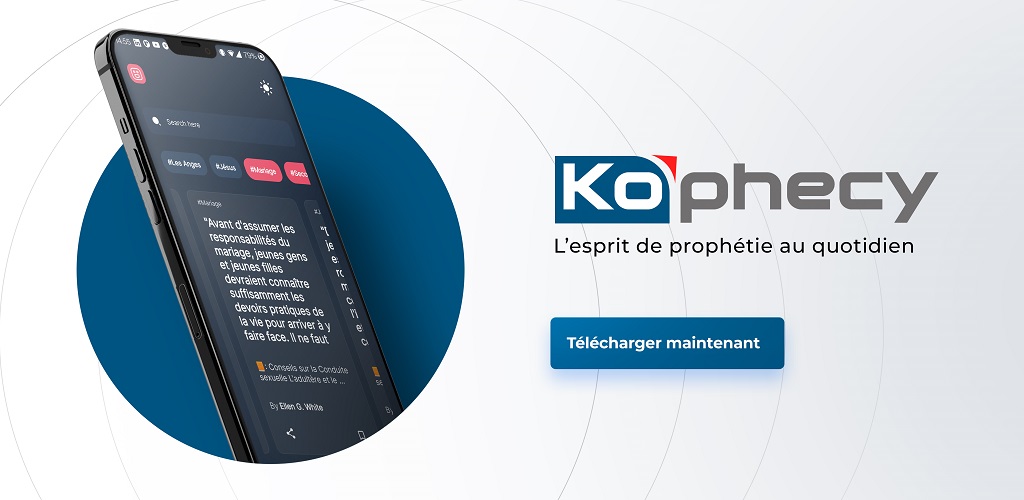 4:55
79%
Search here
#Les Anges
#Jésus
#Mariage
#Seco
#Mariage
"Avant d'assumer les
responsabilités du
mariage, jeunes gens
et jeunes filles
devraient connaître
suffisamment les
devoirs pratiques de
la vie pour arriver à y
faire face. Il ne faut
: Conseils sur la Conduite
sexuelle L'adultère et le ...
By Ellen G. White
By
Kophecy
L'esprit de prophétie au quotidien
Télécharger maintenant